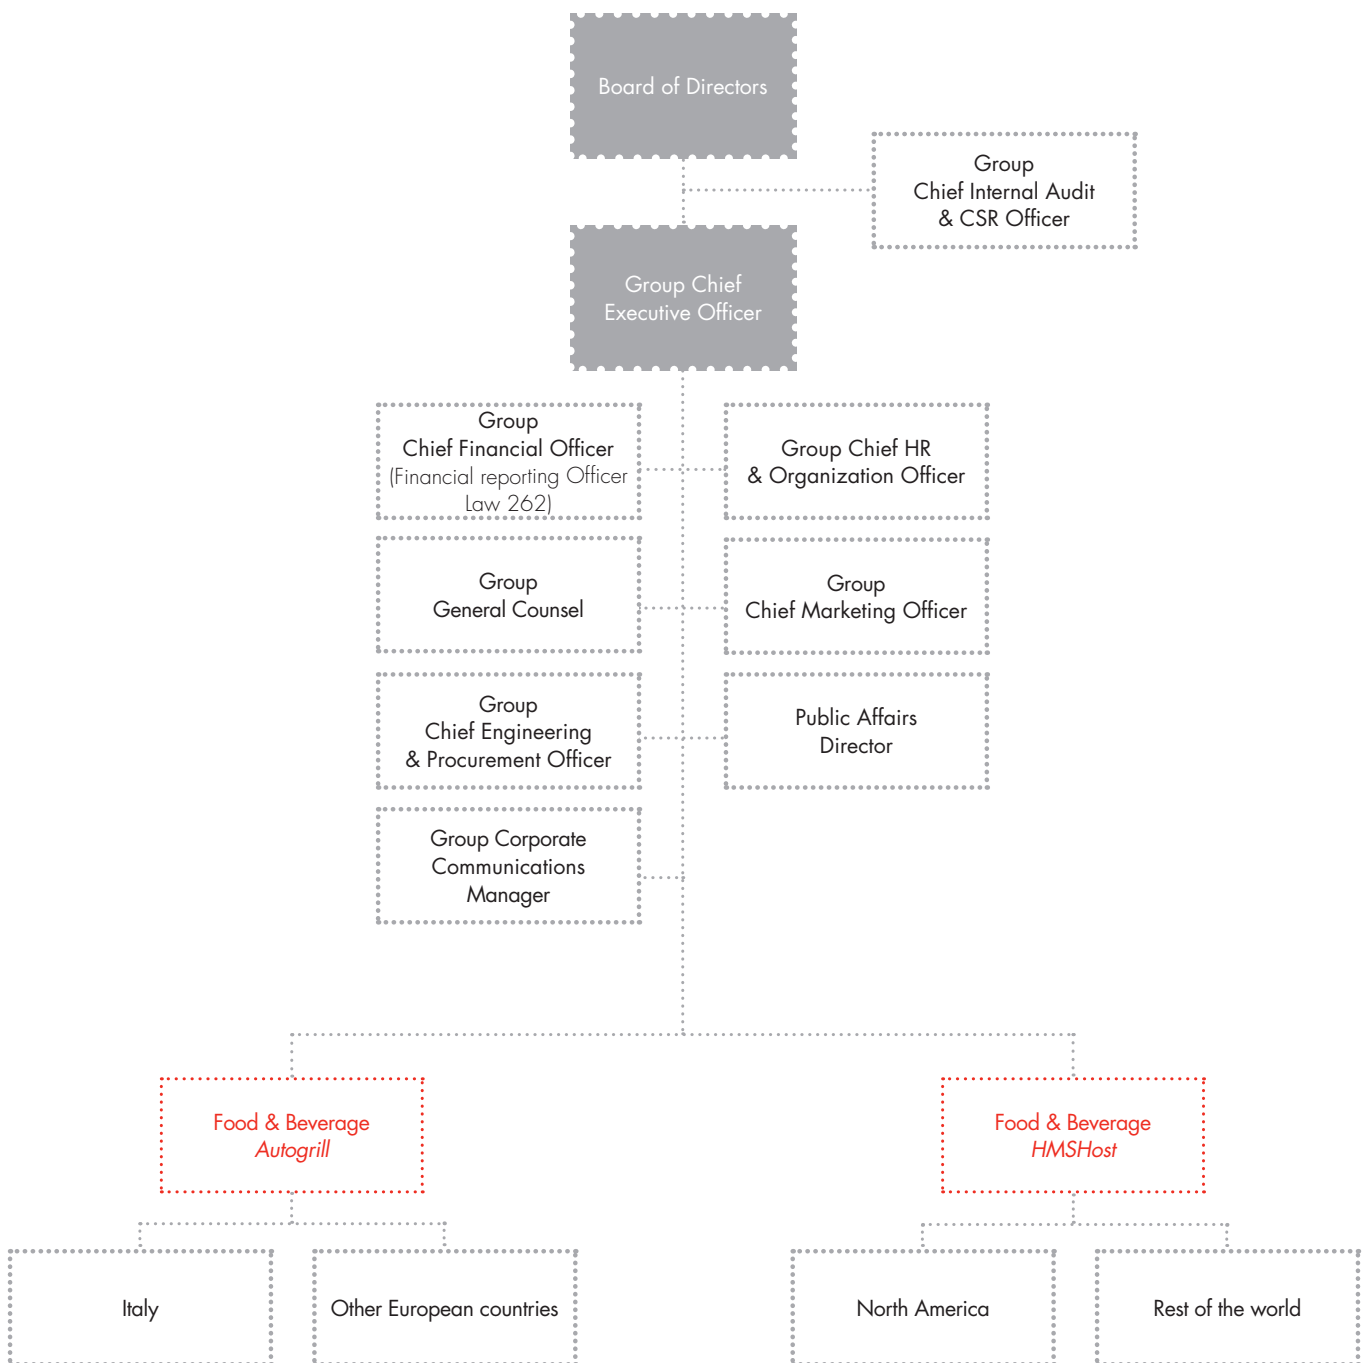 Board of Directors
Group
Chief Internal Audit
& CSR Officer
Group Chief
Executive Officer
Group
Chief Financial Officer
(Financial reporting Officer
Law 262)
Group Chief HR
& Organization Officer
Group
General Counsel
Group
Chief Marketing Officer
Group
Chief Engineering
& Procurement Officer
Public Affairs
Director
Group Corporate
Communications
Manager
Food & Beverage
Autogrill
Food & Beverage
HMSHost
Italy
Other European countries
North America
Rest of the world